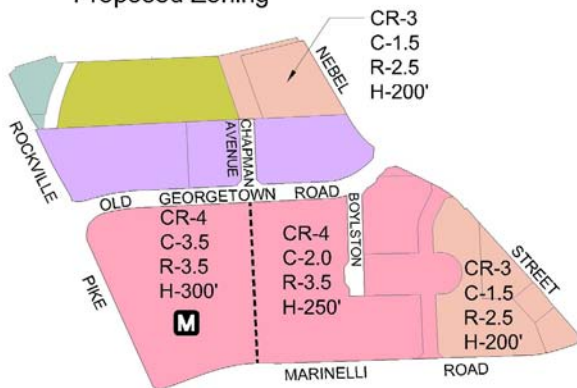 Proposed Zoning
CR-3
C-1.5
R-2.5
H-200'
NEBEL
ROCKVILLE
CHAPMAN
AVENUE
OLD GEORGETOWN ROAD
BOYLSTON
STREET
PIKE
CR-4
C-3.5
R-3.5
H-300'
M
CR-4
C-2.0
R-3.5
H-250'
CR-3
C-1.5
R-2.5
H-200'
MARINELLI ROAD